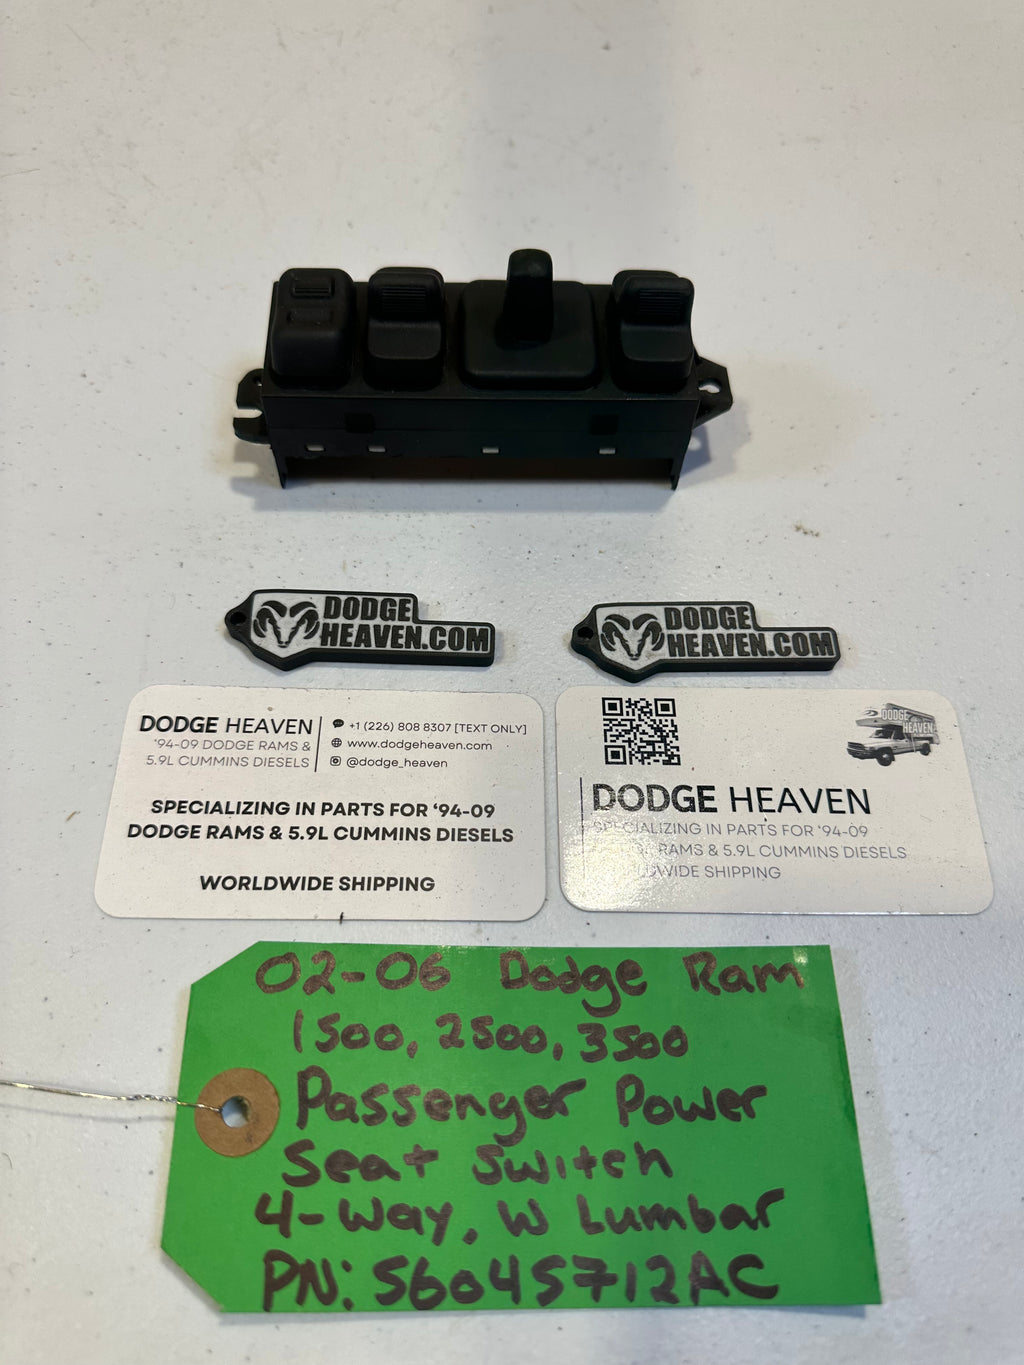 DODGE
HEAVEN.COM
DODGE
HEAVEN.COM
DODGE HEAVEN
'94-09 DODGE RAMS &
5.9L CUMMINS DIESELS
+1 (226) 808 8307 [TEXT ONLY]
www.dodgeheaven.com
@dodge_heaven
SPECIALIZING IN PARTS FOR '94-09
DODGE RAMS & 5.9L CUMMINS DIESELS
WORLDWIDE SHIPPING
DODGE
HEAVEN
DODGE HEAVEN
SPECIALIZING IN PARTS FOR '94-09
RAMS & 5.9L CUMMINS DIESELS
SHIPPING
02-06 Dodge Ram
1500, 2500, 3500
Passenger Power
Seat Switch
4-Way, W Lumbar
PN: 56045712AC